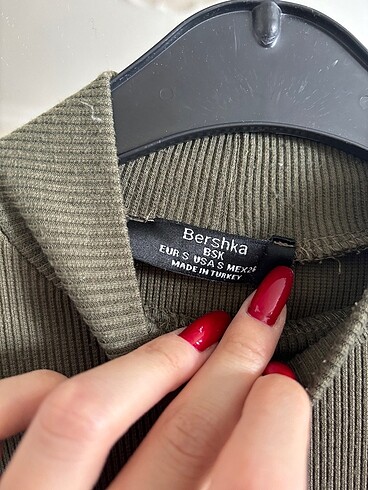 Bershka
BSK
EUR S USA S MEX 26
MADE IN TURKEY